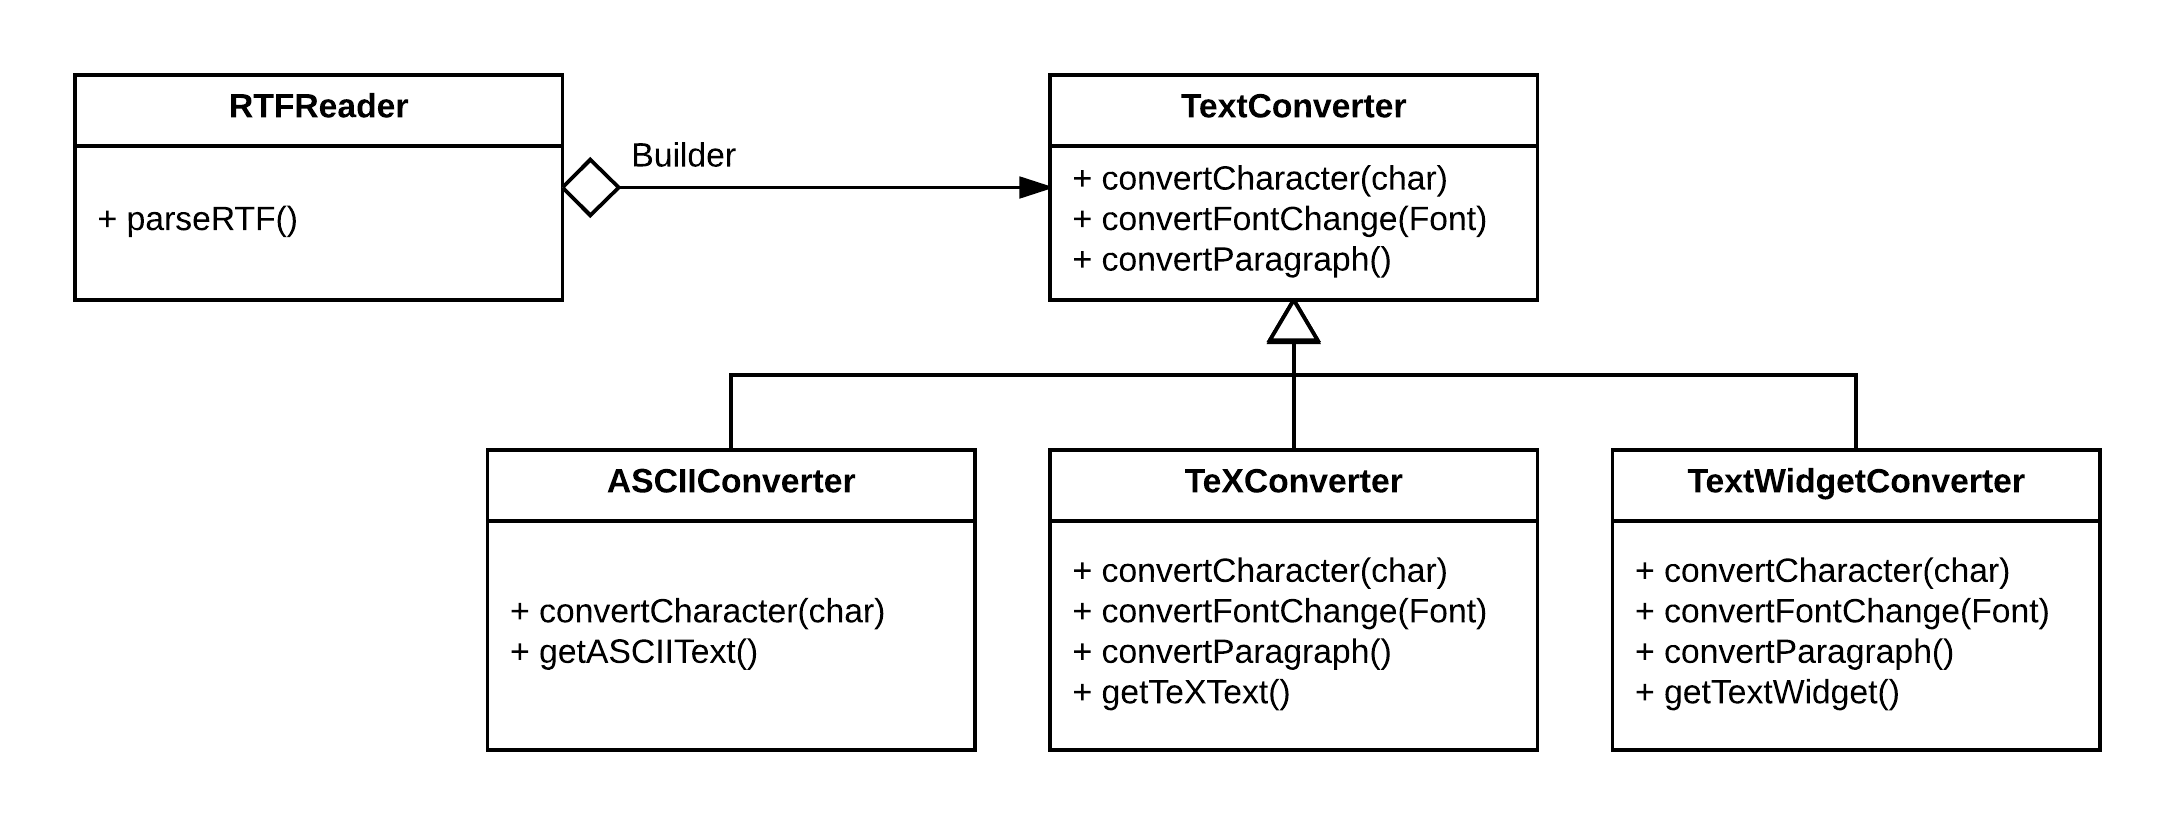 RTFReader
+ parseRTF()
Builder
TextConverter
+ convertCharacter(char)
+ convertFontChange(Font)
+ convertParagraph()
ASCIIConverter
+ convertCharacter(char)
+ getASCIIText()
TeXConverter
+ convertCharacter(char)
+ convertFontChange(Font)
+ convertParagraph()
+ getTeXText()
TextWidgetConverter
+ convertCharacter(char)
+ convertFontChange(Font)
+ convertParagraph()
+ getTextWidget()